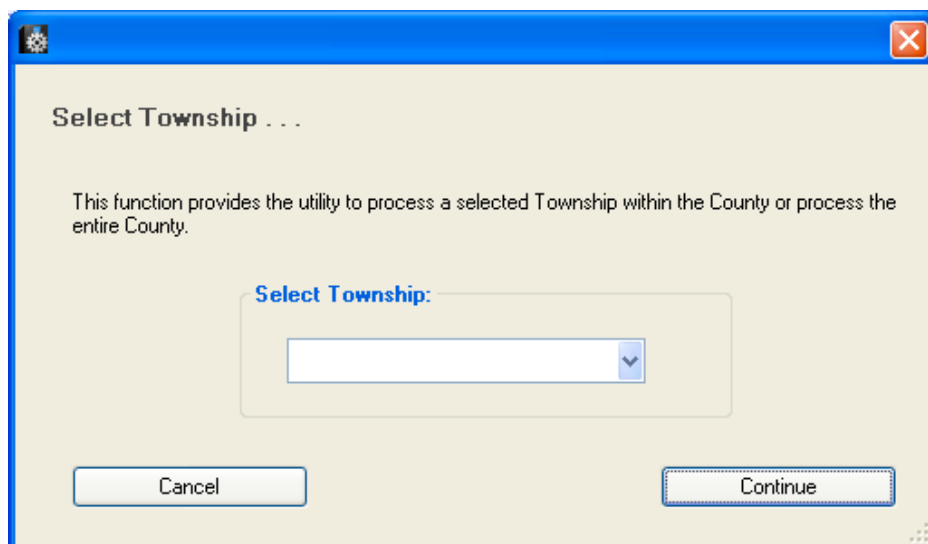 Select Township . . .
This function provides the utility to process a selected Township within the County or process the
entire County.
Select Township:
Cancel
Continue